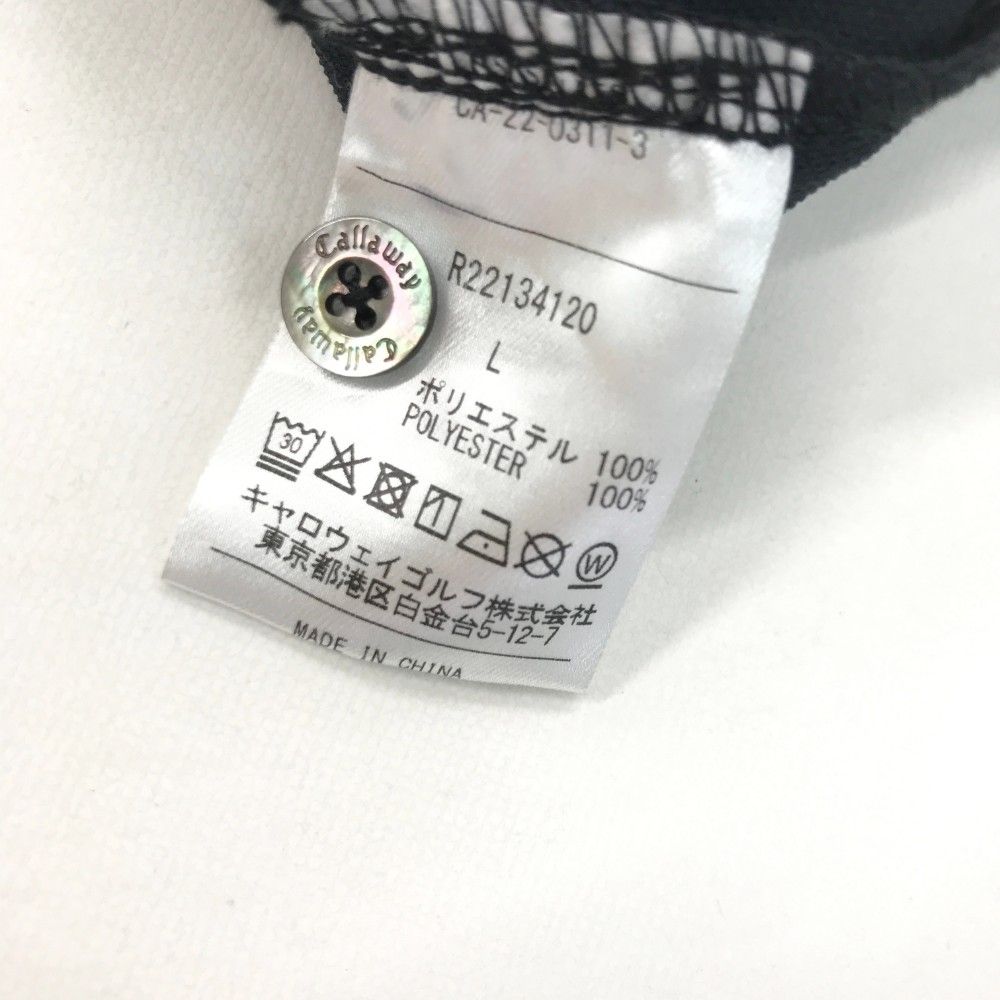 CA-22-0311-3
Callaway
Callaway
R22134120
L
ポリエステル 100%
POLYESTER 100%
30
W
キャロウェイゴルフ株式会社
東京都港区白金台5-12-7
MADE IN CHINA